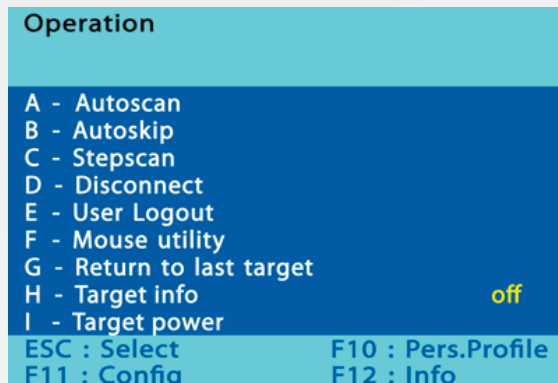 Operation
A - Autoscan
B - Autoskip
C - Stepscan
D - Disconnect
E - User Logout
F - Mouse utility
G - Return to last target
H - Target info off
I - Target power
ESC : Select F10 : Pers.Profile
F11 : Config F12 : Info